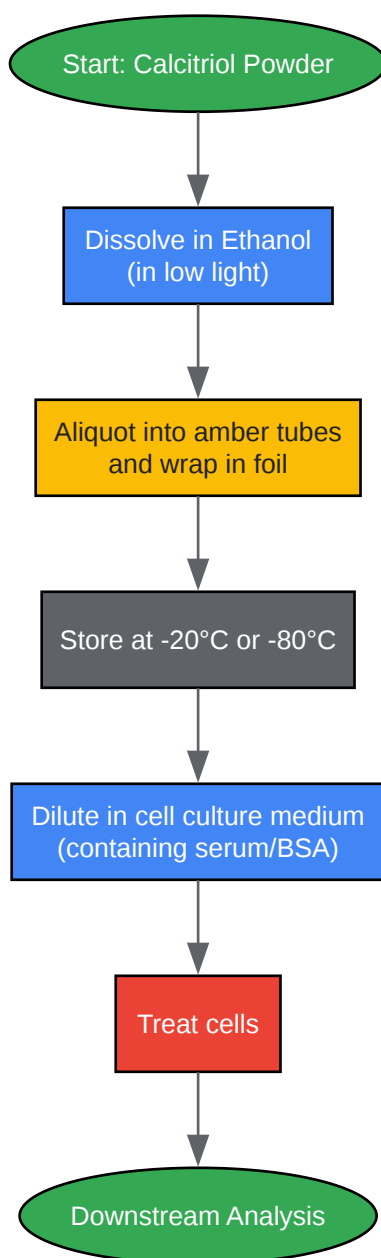 Start: Calcitriol Powder
Dissolve in Ethanol
(in low light)
Aliquot into amber tubes
and wrap in foil
Store at -20°C or -80°C
Dilute in cell culture medium
(containing serum/BSA)
Treat cells
Downstream Analysis